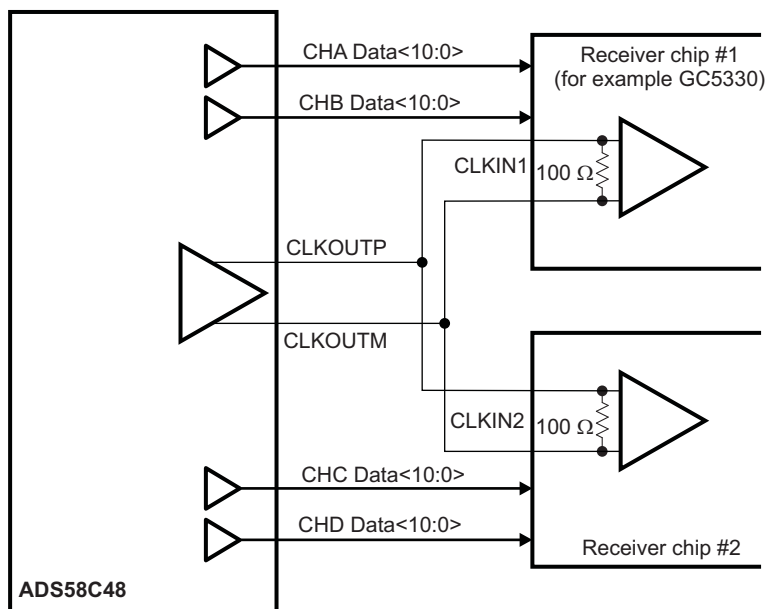 CHA Data<10:0>
CHB Data<10:0>
Receiver chip #1
(for example GC5330)
CLKIN1
100 Ω
CLKOUTP
CLKOUTM
CLKIN2
100 Ω
CHC Data<10:0>
CHD Data<10:0>
Receiver chip #2
ADS58C48